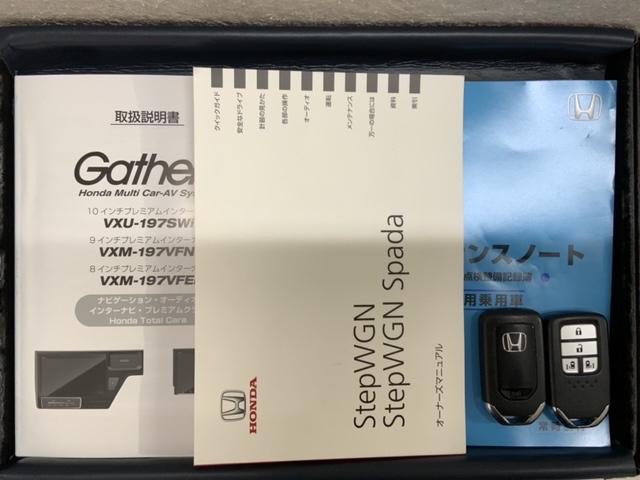 取扱説明書
Gathe
Honda Multi Car-AV Sys
10インチプレミアムインター
VXU-197SWi
9インチプレミアムインター
VXM-197VFN
8インチプレミアムインター
VXM-197VFE
ナビゲーション・オーディオ
インターナビ・プレミアムク
Honda Total Care
クイックガイド
安全なドライブ
計器の見かた
各部の操作
オーディオ
運転
メンテナンス
万一の場合には
資料
索引
StepWGN
StepWGN Spada
オーナーズマニュアル
HONDA
ンスノート
点検整備記録簿
用乗用車